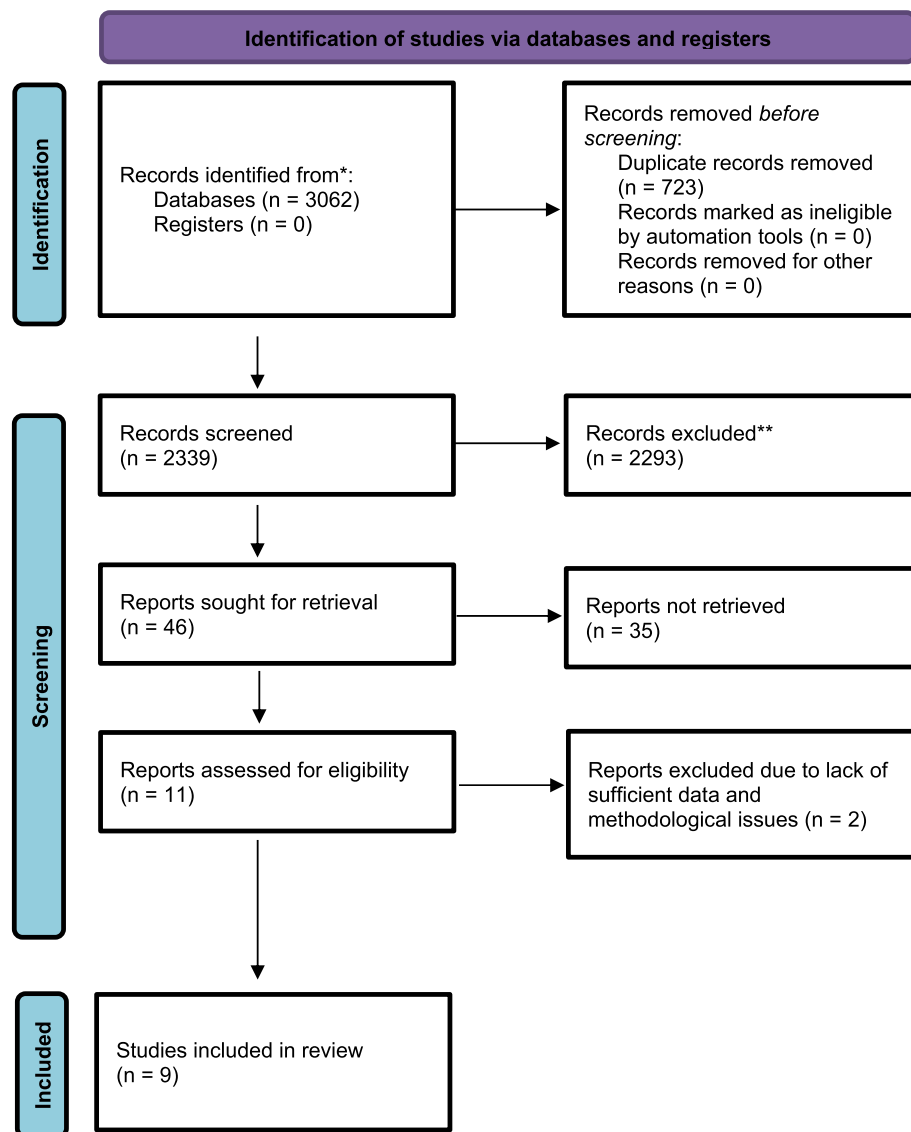 Identification of studies via databases and registers
Identification
Records identified from*:
Databases (n = 3062)
Registers (n = 0)
Records removed before
screening:
Duplicate records removed
(n = 723)
Records marked as ineligible
by automation tools (n = 0)
Records removed for other
reasons (n = 0)
Screening
Records screened
(n = 2339)
Records excluded**
(n = 2293)
Reports sought for retrieval
(n = 46)
Reports not retrieved
(n = 35)
Reports assessed for eligibility
(n = 11)
Reports excluded due to lack of
sufficient data and
methodological issues (n = 2)
Included
Studies included in review
(n = 9)